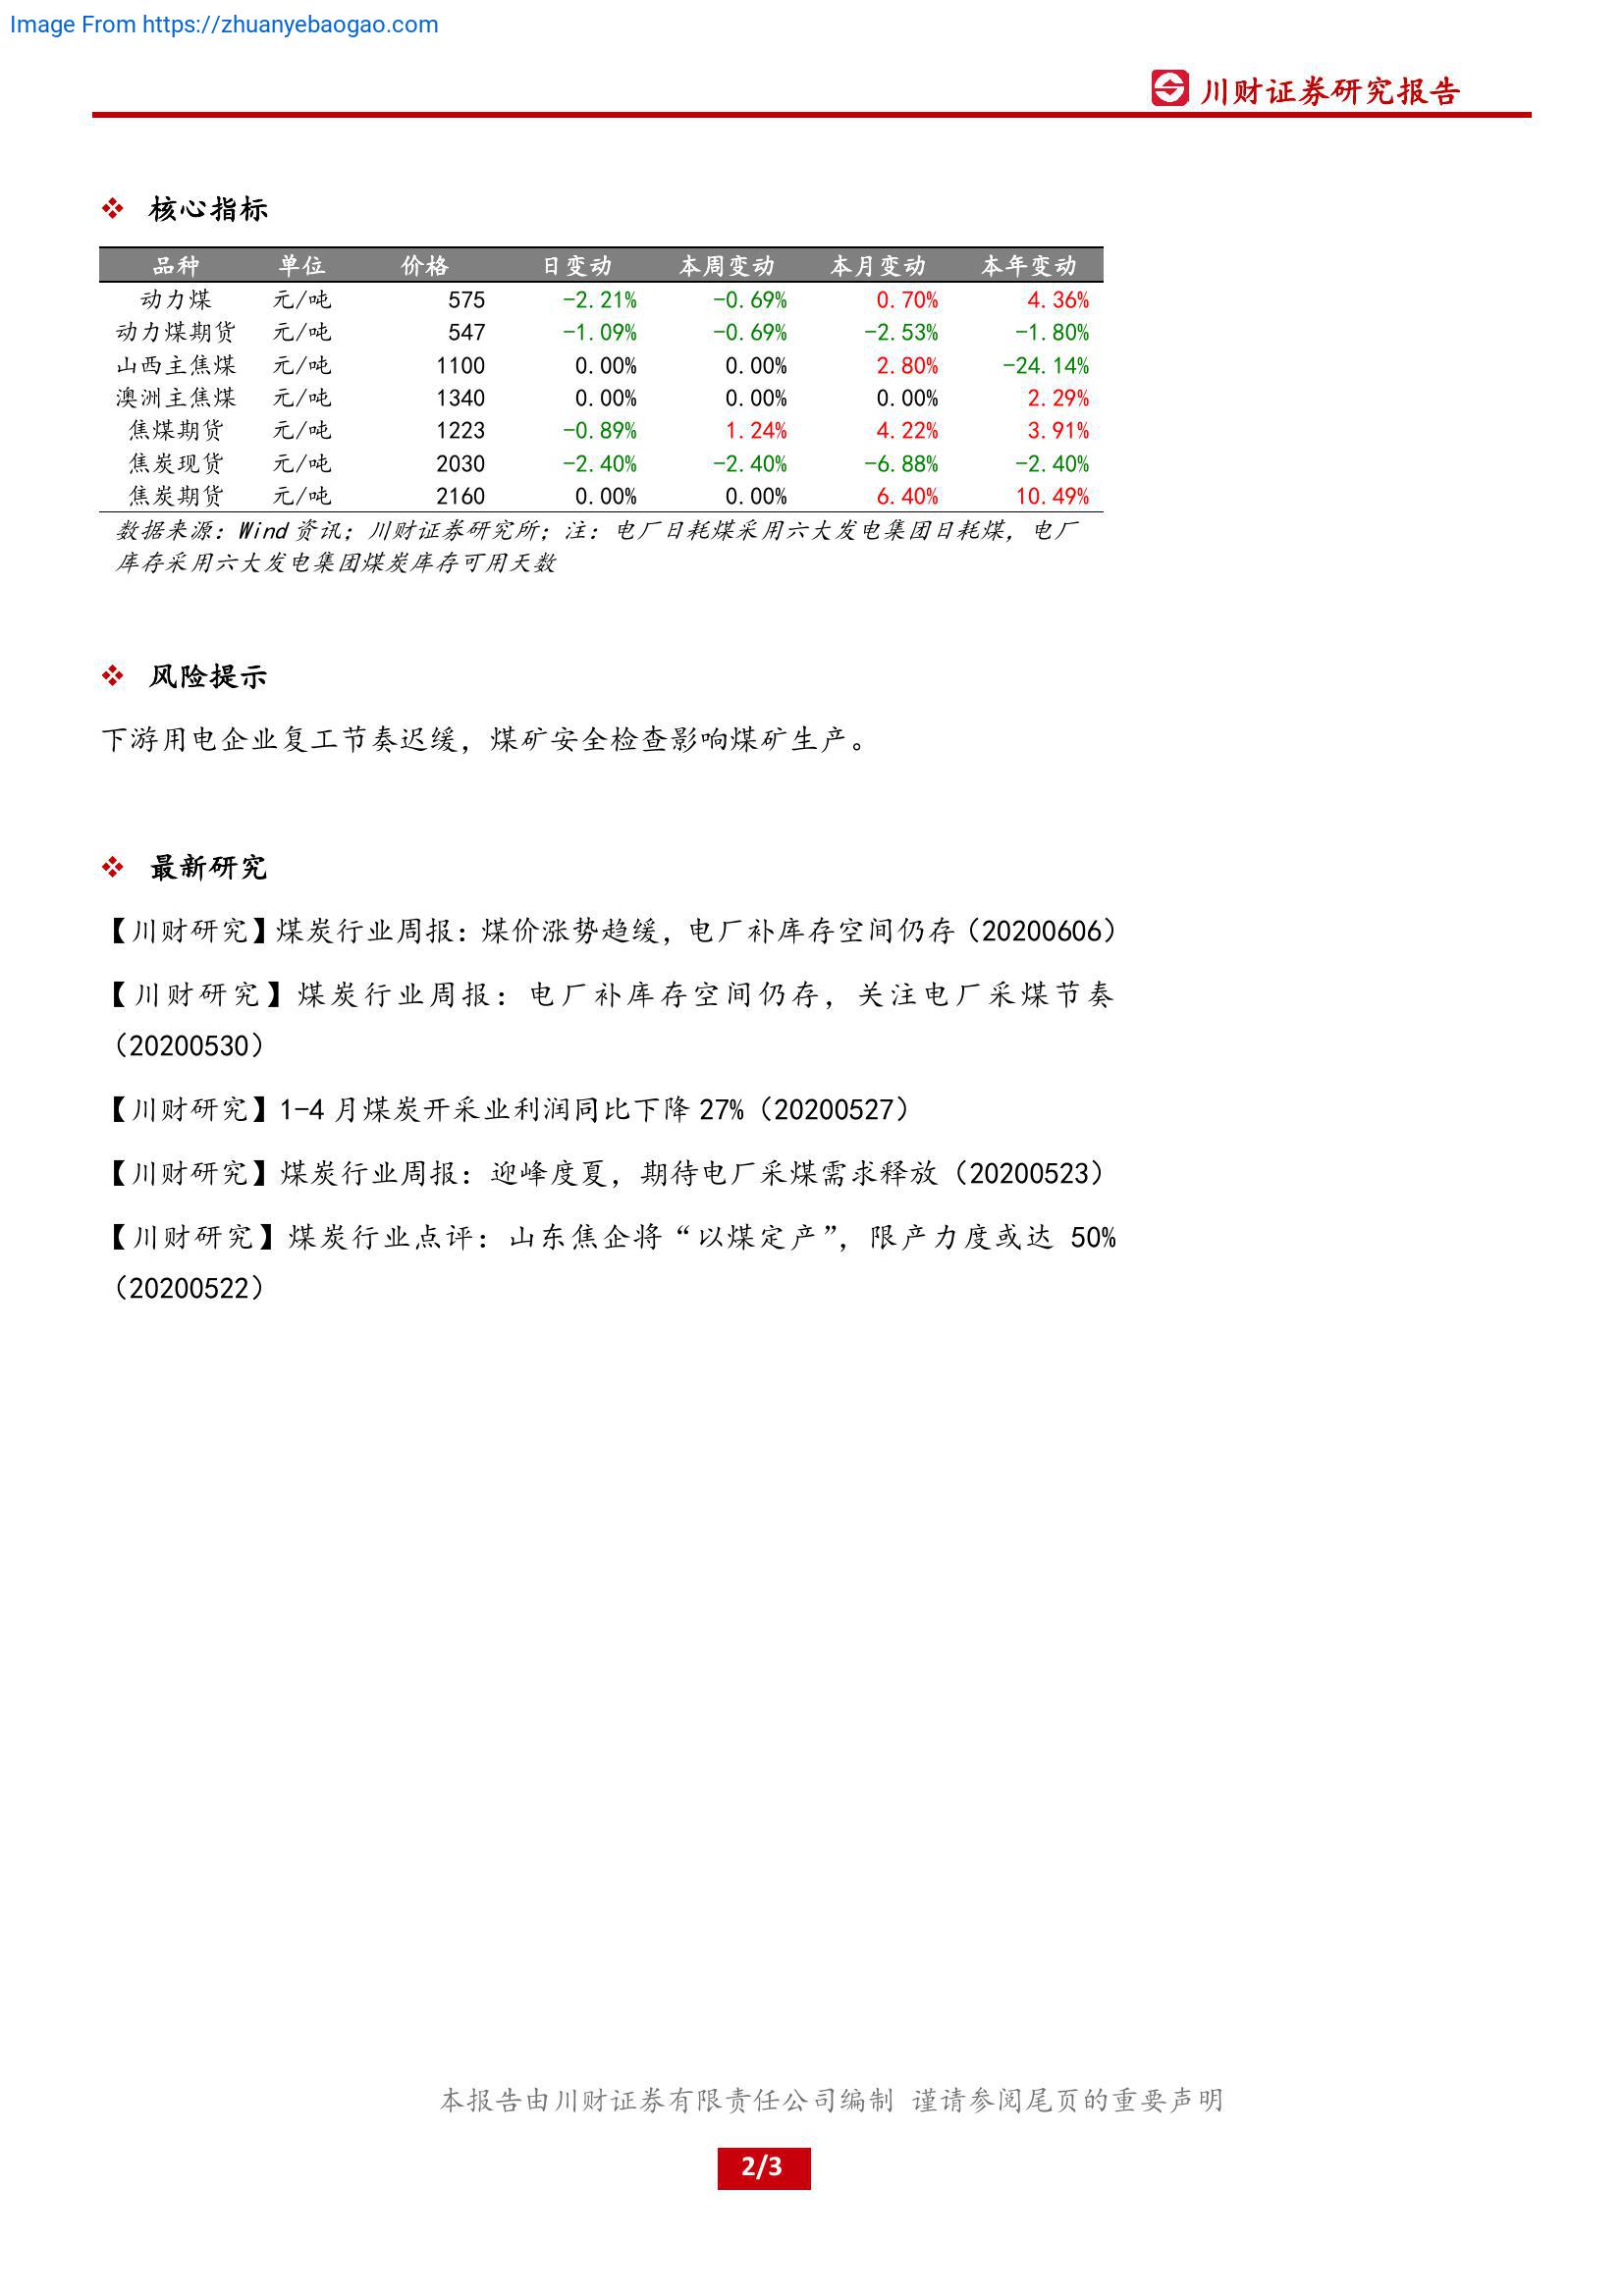 Image From https://zhuanyebaogao.com
川财证券研究报告
❖ 核心指标
品种 单位 价格 日变动 本周变动 本月变动 本年变动
动力煤 元/吨 575 -2.21% -0.69% 0.70% 4.36%
动力煤期货 元/吨 547 -1.09% -0.69% -2.53% -1.80%
山西主焦煤 元/吨 1100 0.00% 0.00% 2.80% -24.14%
澳洲主焦煤 元/吨 1340 0.00% 0.00% 0.00% 2.29%
焦煤期货 元/吨 1223 -0.89% 1.24% 4.22% 3.91%
焦炭现货 元/吨 2030 -2.40% -2.40% -6.88% -2.40%
焦炭期货 元/吨 2160 0.00% 0.00% 6.40% 10.49%
数据来源：Wind 资讯；川财证券研究所；注：电厂日耗煤采用六大发电集团日耗煤，电厂
库存采用六大发电集团煤炭库存可用天数
❖ 风险提示
下游用电企业复工节奏迟缓，煤矿安全检查影响煤矿生产。
❖ 最新研究
【川财研究】煤炭行业周报：煤价涨势趋缓，电厂补库存空间仍存（20200606）
【川财研究】煤炭行业周报：电厂补库存空间仍存，关注电厂采煤节奏
（20200530）
【川财研究】1-4 月煤炭开采业利润同比下降 27%（20200527）
【川财研究】煤炭行业周报：迎峰度夏，期待电厂采煤需求释放（20200523）
【川财研究】煤炭行业点评：山东焦企将“以煤定产”，限产力度或达 50%
（20200522）
本报告由川财证券有限责任公司编制 谨请参阅尾页的重要声明
2/3